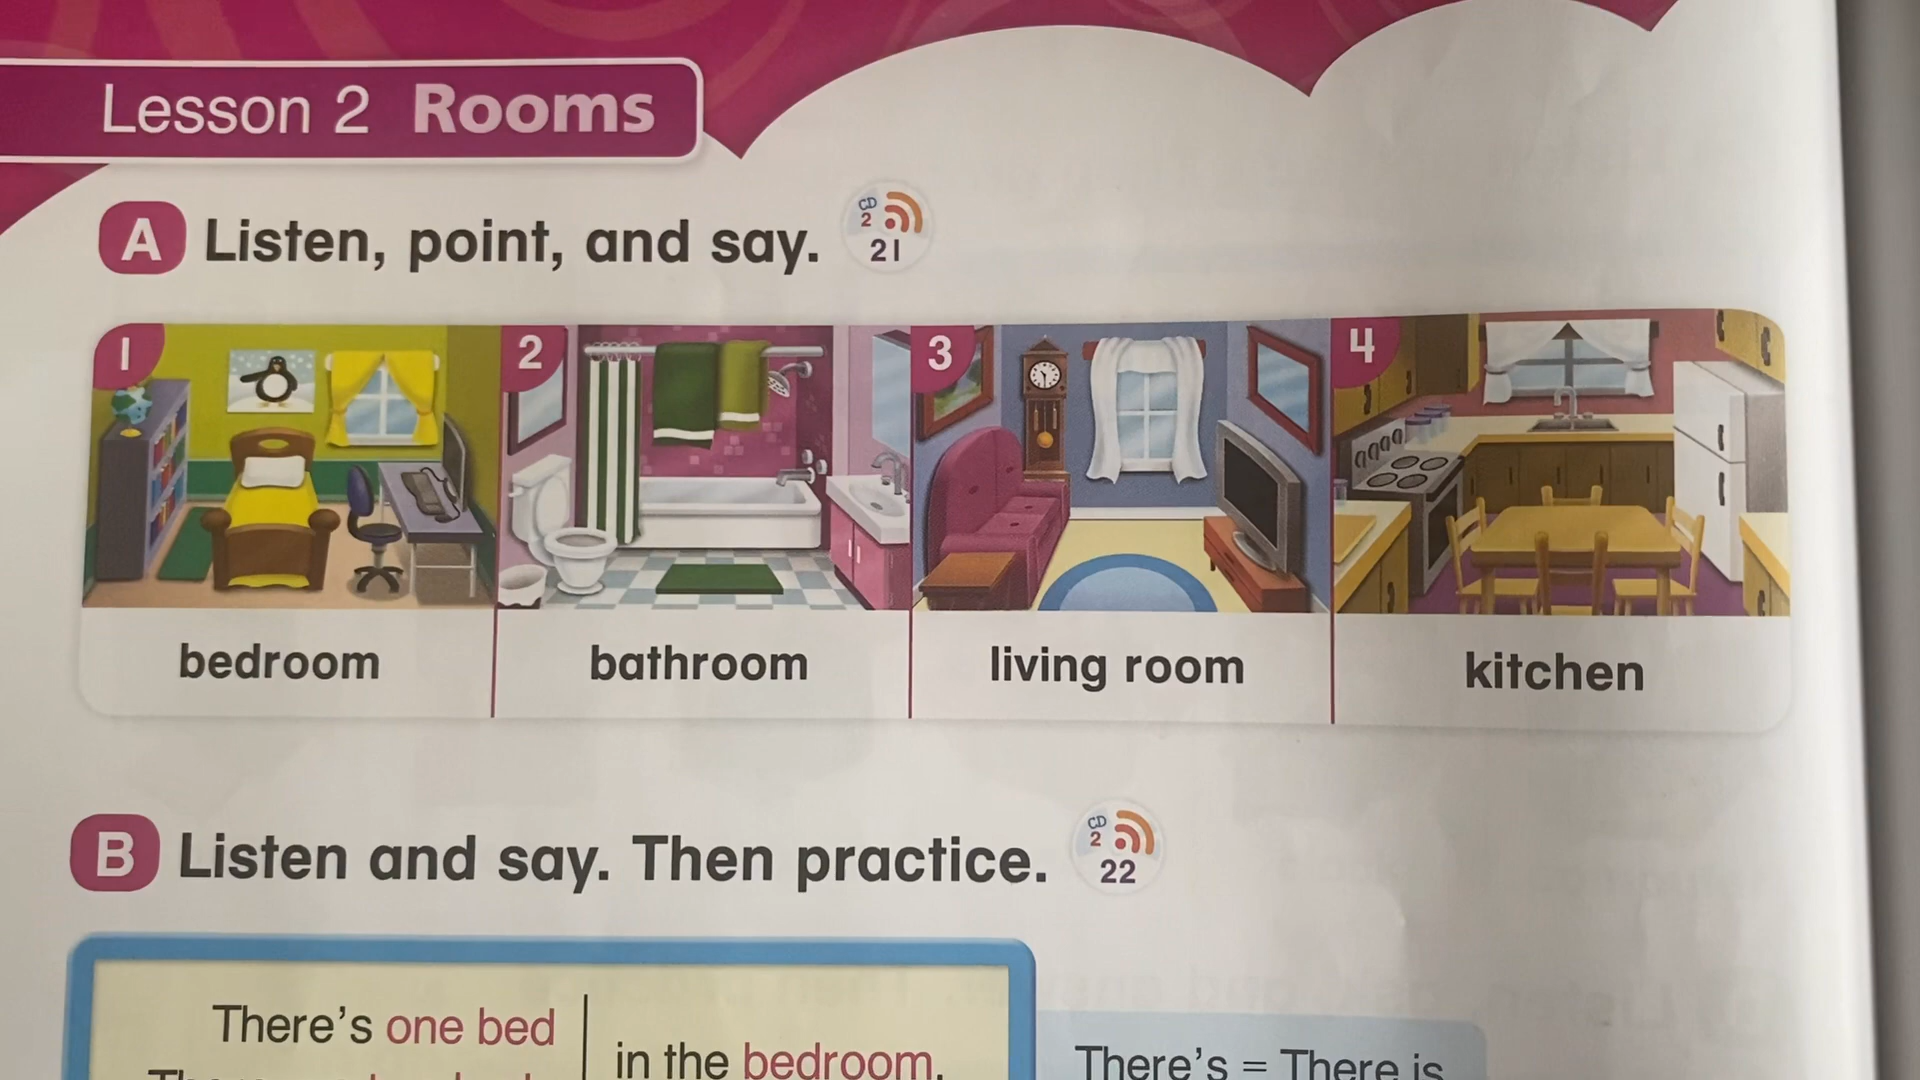 Lesson 2 Rooms
A Listen, point, and say.
CD
2
21
1
2
3
4
bedroom
bathroom
living room
kitchen
B Listen and say. Then practice.
CD
2
22
There's one bed
in the bedroom.
There's = There is